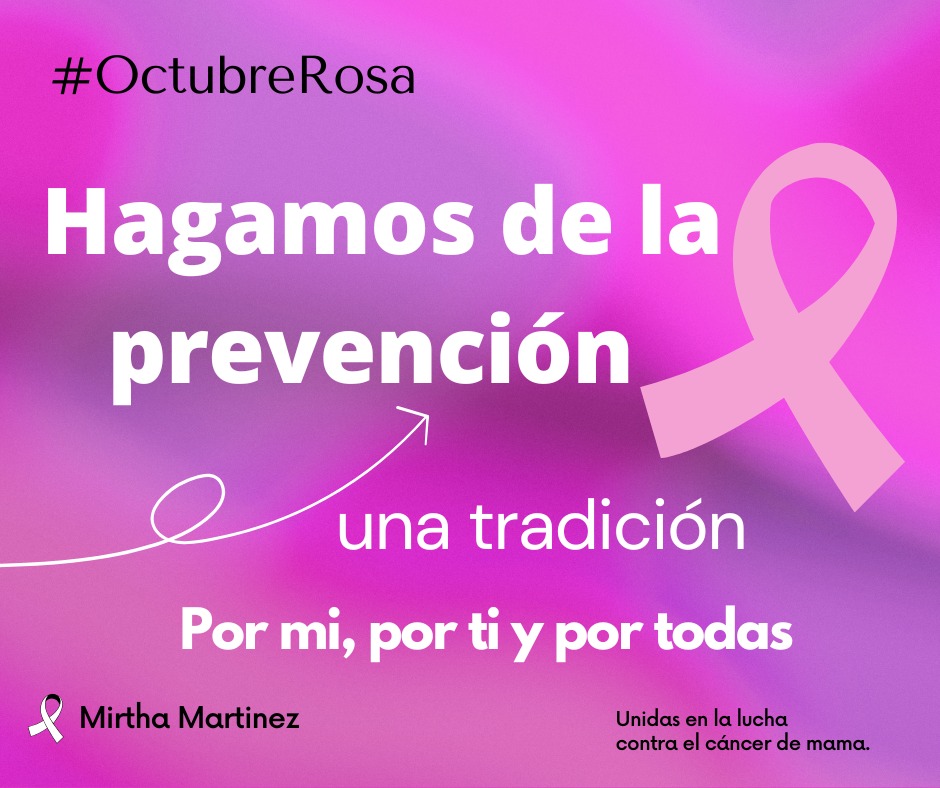 #OctubreRosa
Hagamos de la
prevención
una tradición
Por mi, por ti y por todas
Mirtha Martinez
Unidas en la lucha
contra el cáncer de mama.